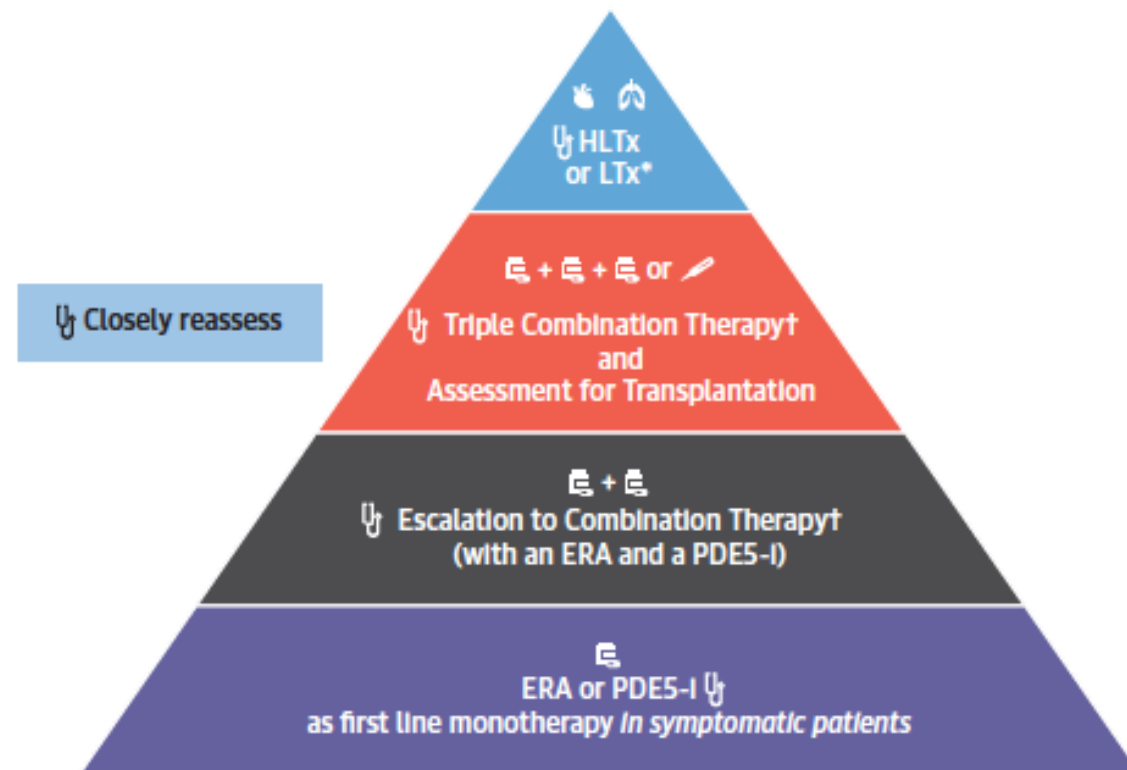 HLTx
or LTx*
+ + or
Closely reassess
Triple Combination Therapy†
and
Assessment for Transplantation
+
Escalation to Combination Therapy†
(with an ERA and a PDE5-I)
ERA or PDE5-I
as first line monotherapy in symptomatic patients